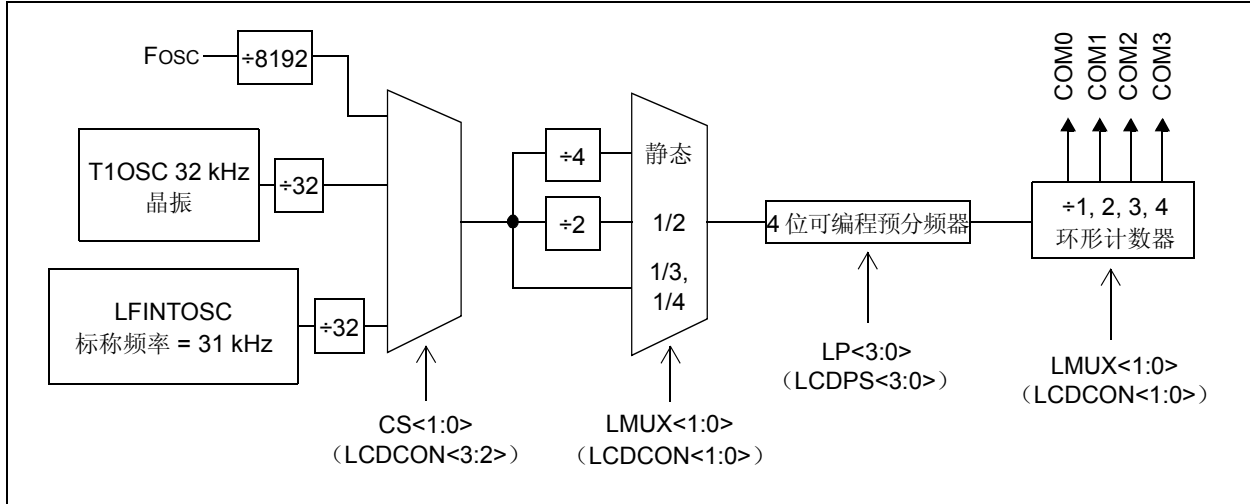 FOSC
÷8192
T1OSC 32 kHz
晶振
÷32
LFINTOSC
标称频率 = 31 kHz
÷32
CS<1:0>
（LCDCON<3:2>）
÷4
÷2
静态
1/2
1/3,
1/4
LMUX<1:0>
（LCDCON<1:0>）
4 位可编程预分频器
LP<3:0>
（LCDPS<3:0>）
COM0
COM1
COM2
COM3
÷1, 2, 3, 4
环形计数器
LMUX<1:0>
（LCDCON<1:0>）